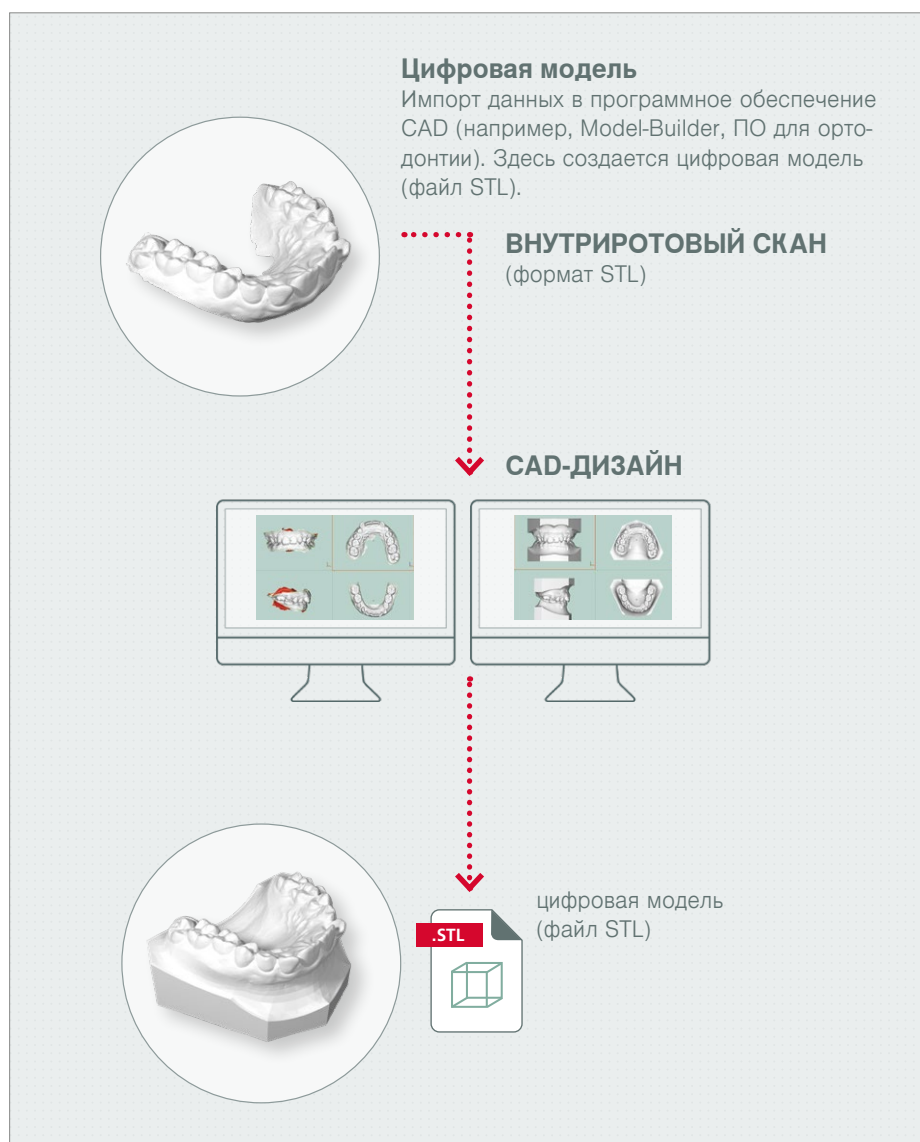 Цифровая модель
Импорт данных в программное обеспечение
CAD (например, Model-Builder, ПО для орто-
донтии). Здесь создается цифровая модель
(файл STL).
ВНУТРИРОТОВЫЙ СКАН
(формат STL)
CAD-ДИЗАЙН
цифровая модель
(файл STL)
.STL